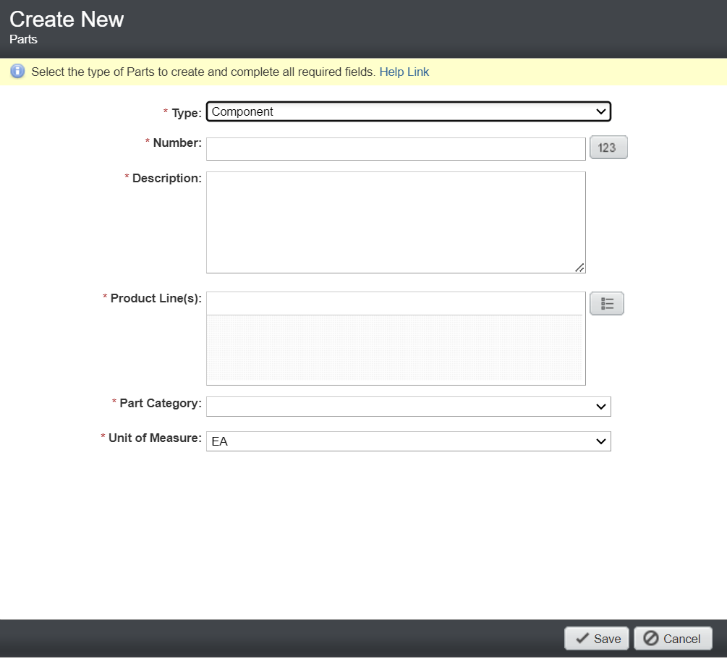 Create New
Parts
Select the type of Parts to create and complete all required fields. Help Link
* Type: Component
* Number: 123
* Description:
* Product Line(s):
* Part Category:
* Unit of Measure: EA
Save Cancel